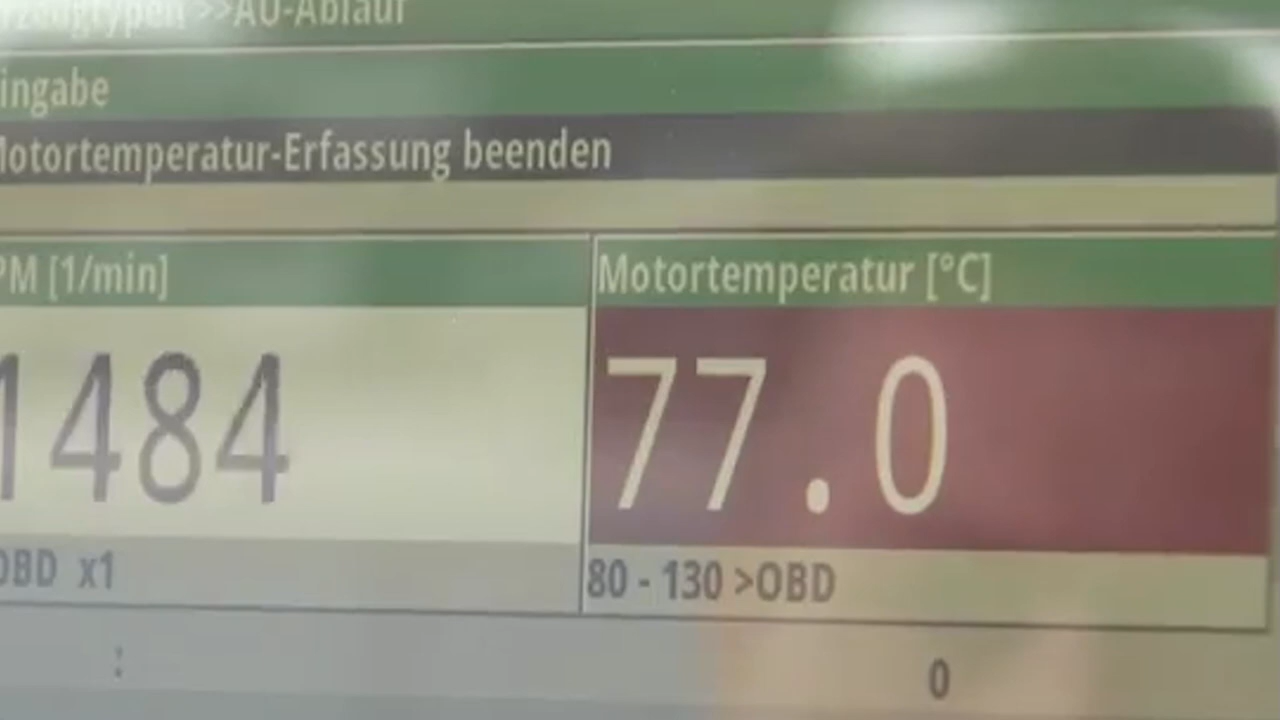 >>AU-Ablauf
ingabe
Motortemperatur-Erfassung beenden
PM [1/min]
Motortemperatur [°C]
1484
77.0
OBD x1
80 - 130 >OBD
:
0